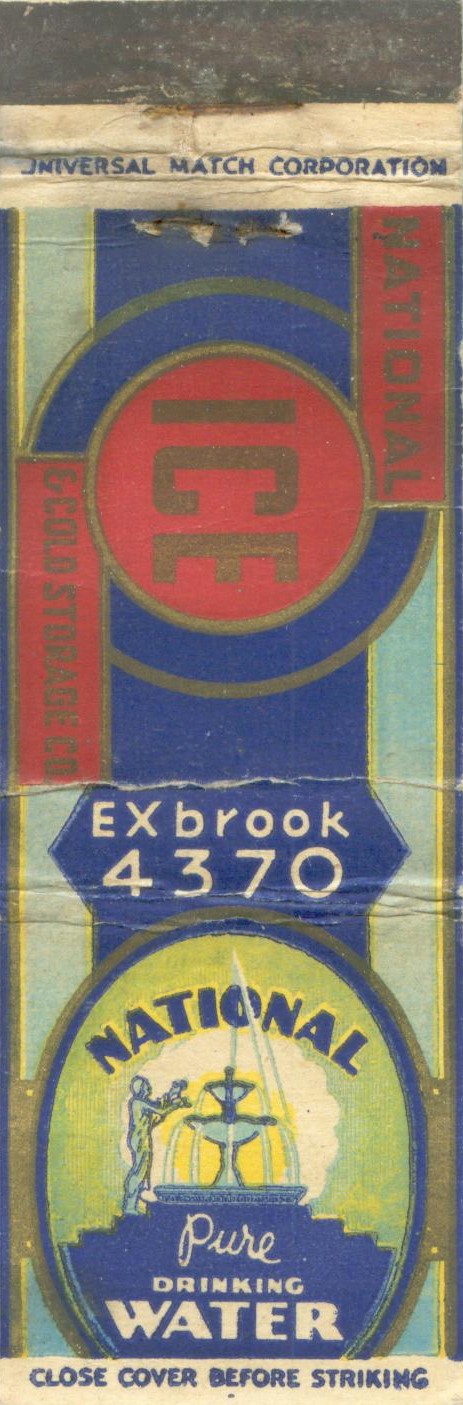 UNIVERSAL MATCH CORPORATION
NATIONAL
ICE
& COLD STORAGE CO.
EXbrook
4370
NATIONAL
Pure
DRINKING
WATER
CLOSE COVER BEFORE STRIKING